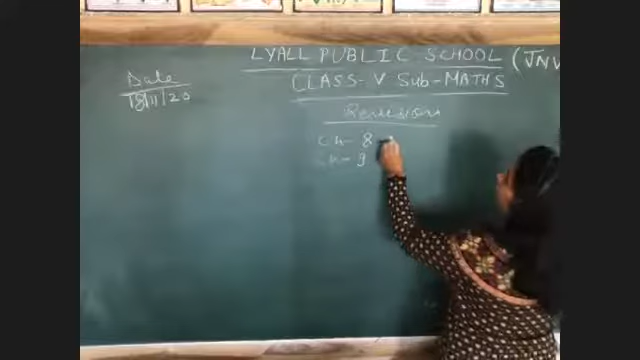 LYALL PUBLIC SCHOOL (JNV
CLASS-V Sub-MATHS
Date
18/11/20
Revision
Ch- 8
Ch- 9